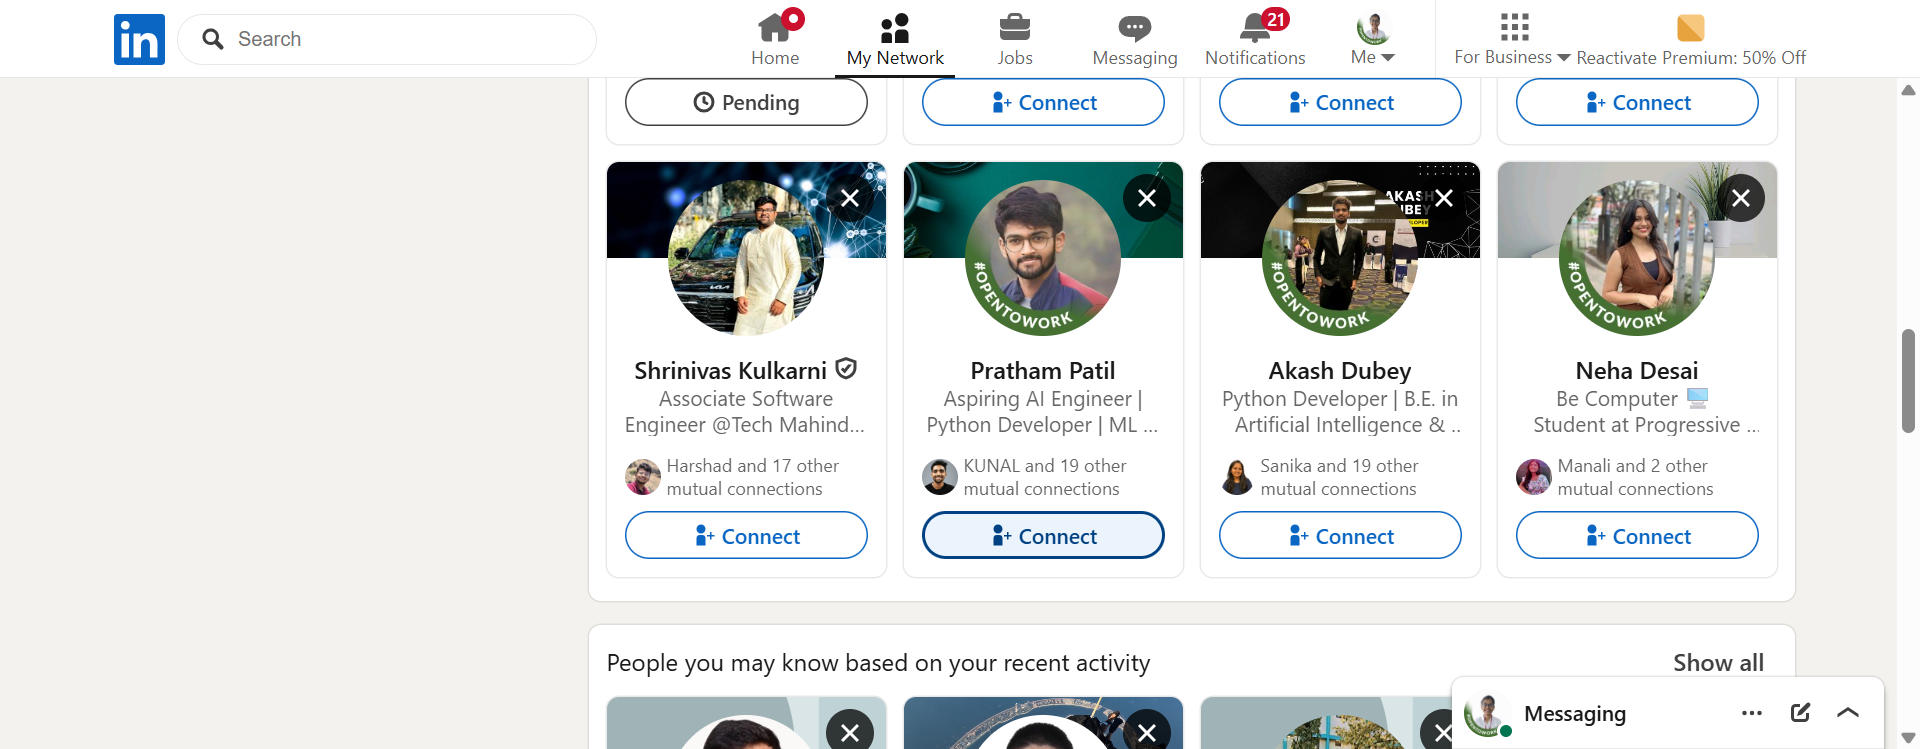 in
Search
Home
My Network
Jobs
Messaging
21
Notifications
Me
For Business
Reactivate Premium: 50% Off
Pending
Connect
Connect
Connect
Shrinivas Kulkarni
Associate Software
Engineer @Tech Mahind...
Harshad and 17 other
mutual connections
Connect
#OPENTOWORK
Pratham Patil
Aspiring AI Engineer |
Python Developer | ML ...
KUNAL and 19 other
mutual connections
Connect
#OPENTOWORK
Akash Dubey
Python Developer | B.E. in
Artificial Intelligence & ..
Sanika and 19 other
mutual connections
Connect
#OPENTOWORK
Neha Desai
Be Computer
Student at Progressive ...
Manali and 2 other
mutual connections
Connect
People you may know based on your recent activity
Show all
Messaging